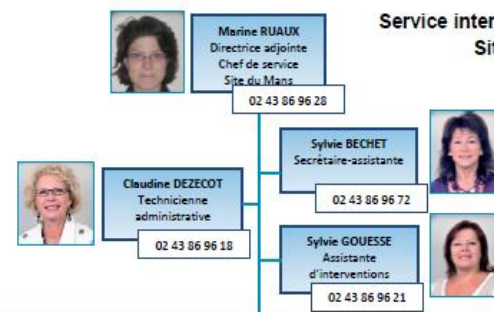 Service inter
Sit
Marine RUAUX
Directrice adjointe
Chef de service
Site du Mans
02 43 86 96 28
Sylvie BECHET
Secrétaire-assistante
02 43 86 96 72
Claudine DEZECOT
Technicienne
administrative
02 43 86 96 18
Sylvie GOUESSE
Assistante
d'interventions
02 43 86 96 21